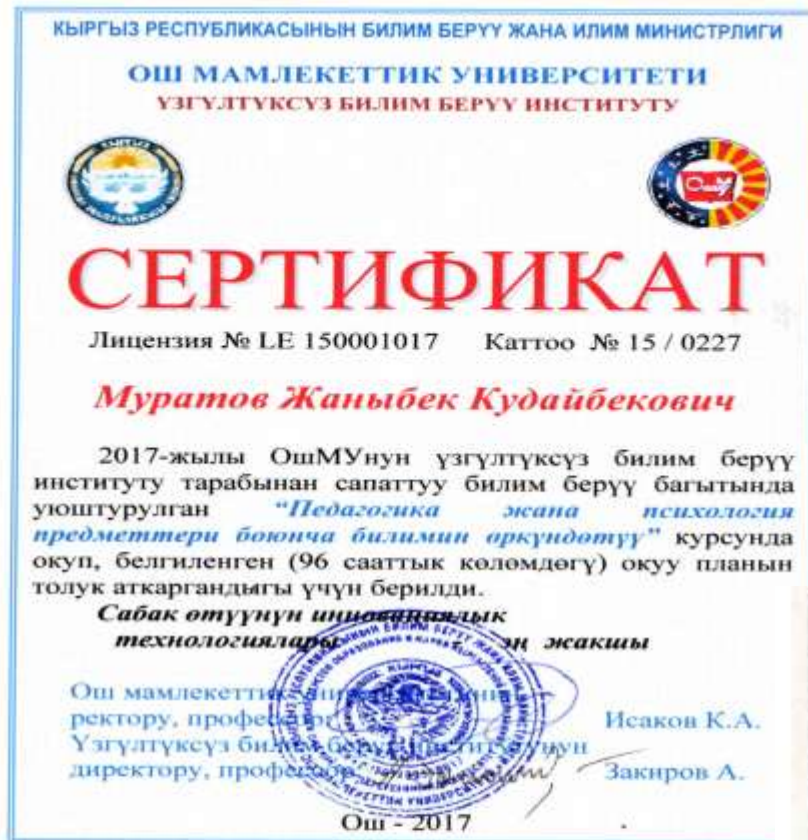 КЫРГЫЗ РЕСПУБЛИКАСЫНЫН БИЛИМ БЕРҮҮ ЖАНА ИЛИМ МИНИСТРЛИГИ
ОШ МАМЛЕКЕТТИК УНИВЕРСИТЕТИ
ҮЗГҮЛТҮКСҮЗ БИЛИМ БЕРҮҮ ИНСТИТУТУ
СЕРТИФИКАТ
Лицензия № LE 150001017 Каттоо № 15 / 0227
Муратов Жаныбек Кудайбекович
2017-жылы ОшМУнун үзгүлтүксүз билим берүү
институту тарабынан сапаттуу билим берүү багытында
уюштурулган "Педагогика жана психология
предметтери боюнча билимин өркүндөтүү" курсунда
окуп, белгиленген (96 сааттык көлөмдөгү) окуу планын
толук аткаргандыгы үчүн берилди.
Сабак өтүүнүн инновациялык
технологиялары жакшы
Ош мамлекеттик
ректору, профессор Исаков К.А.
Үзгүлтүксүз билим берүү институтунун
директору, профессор Закиров А.
Ош - 2017